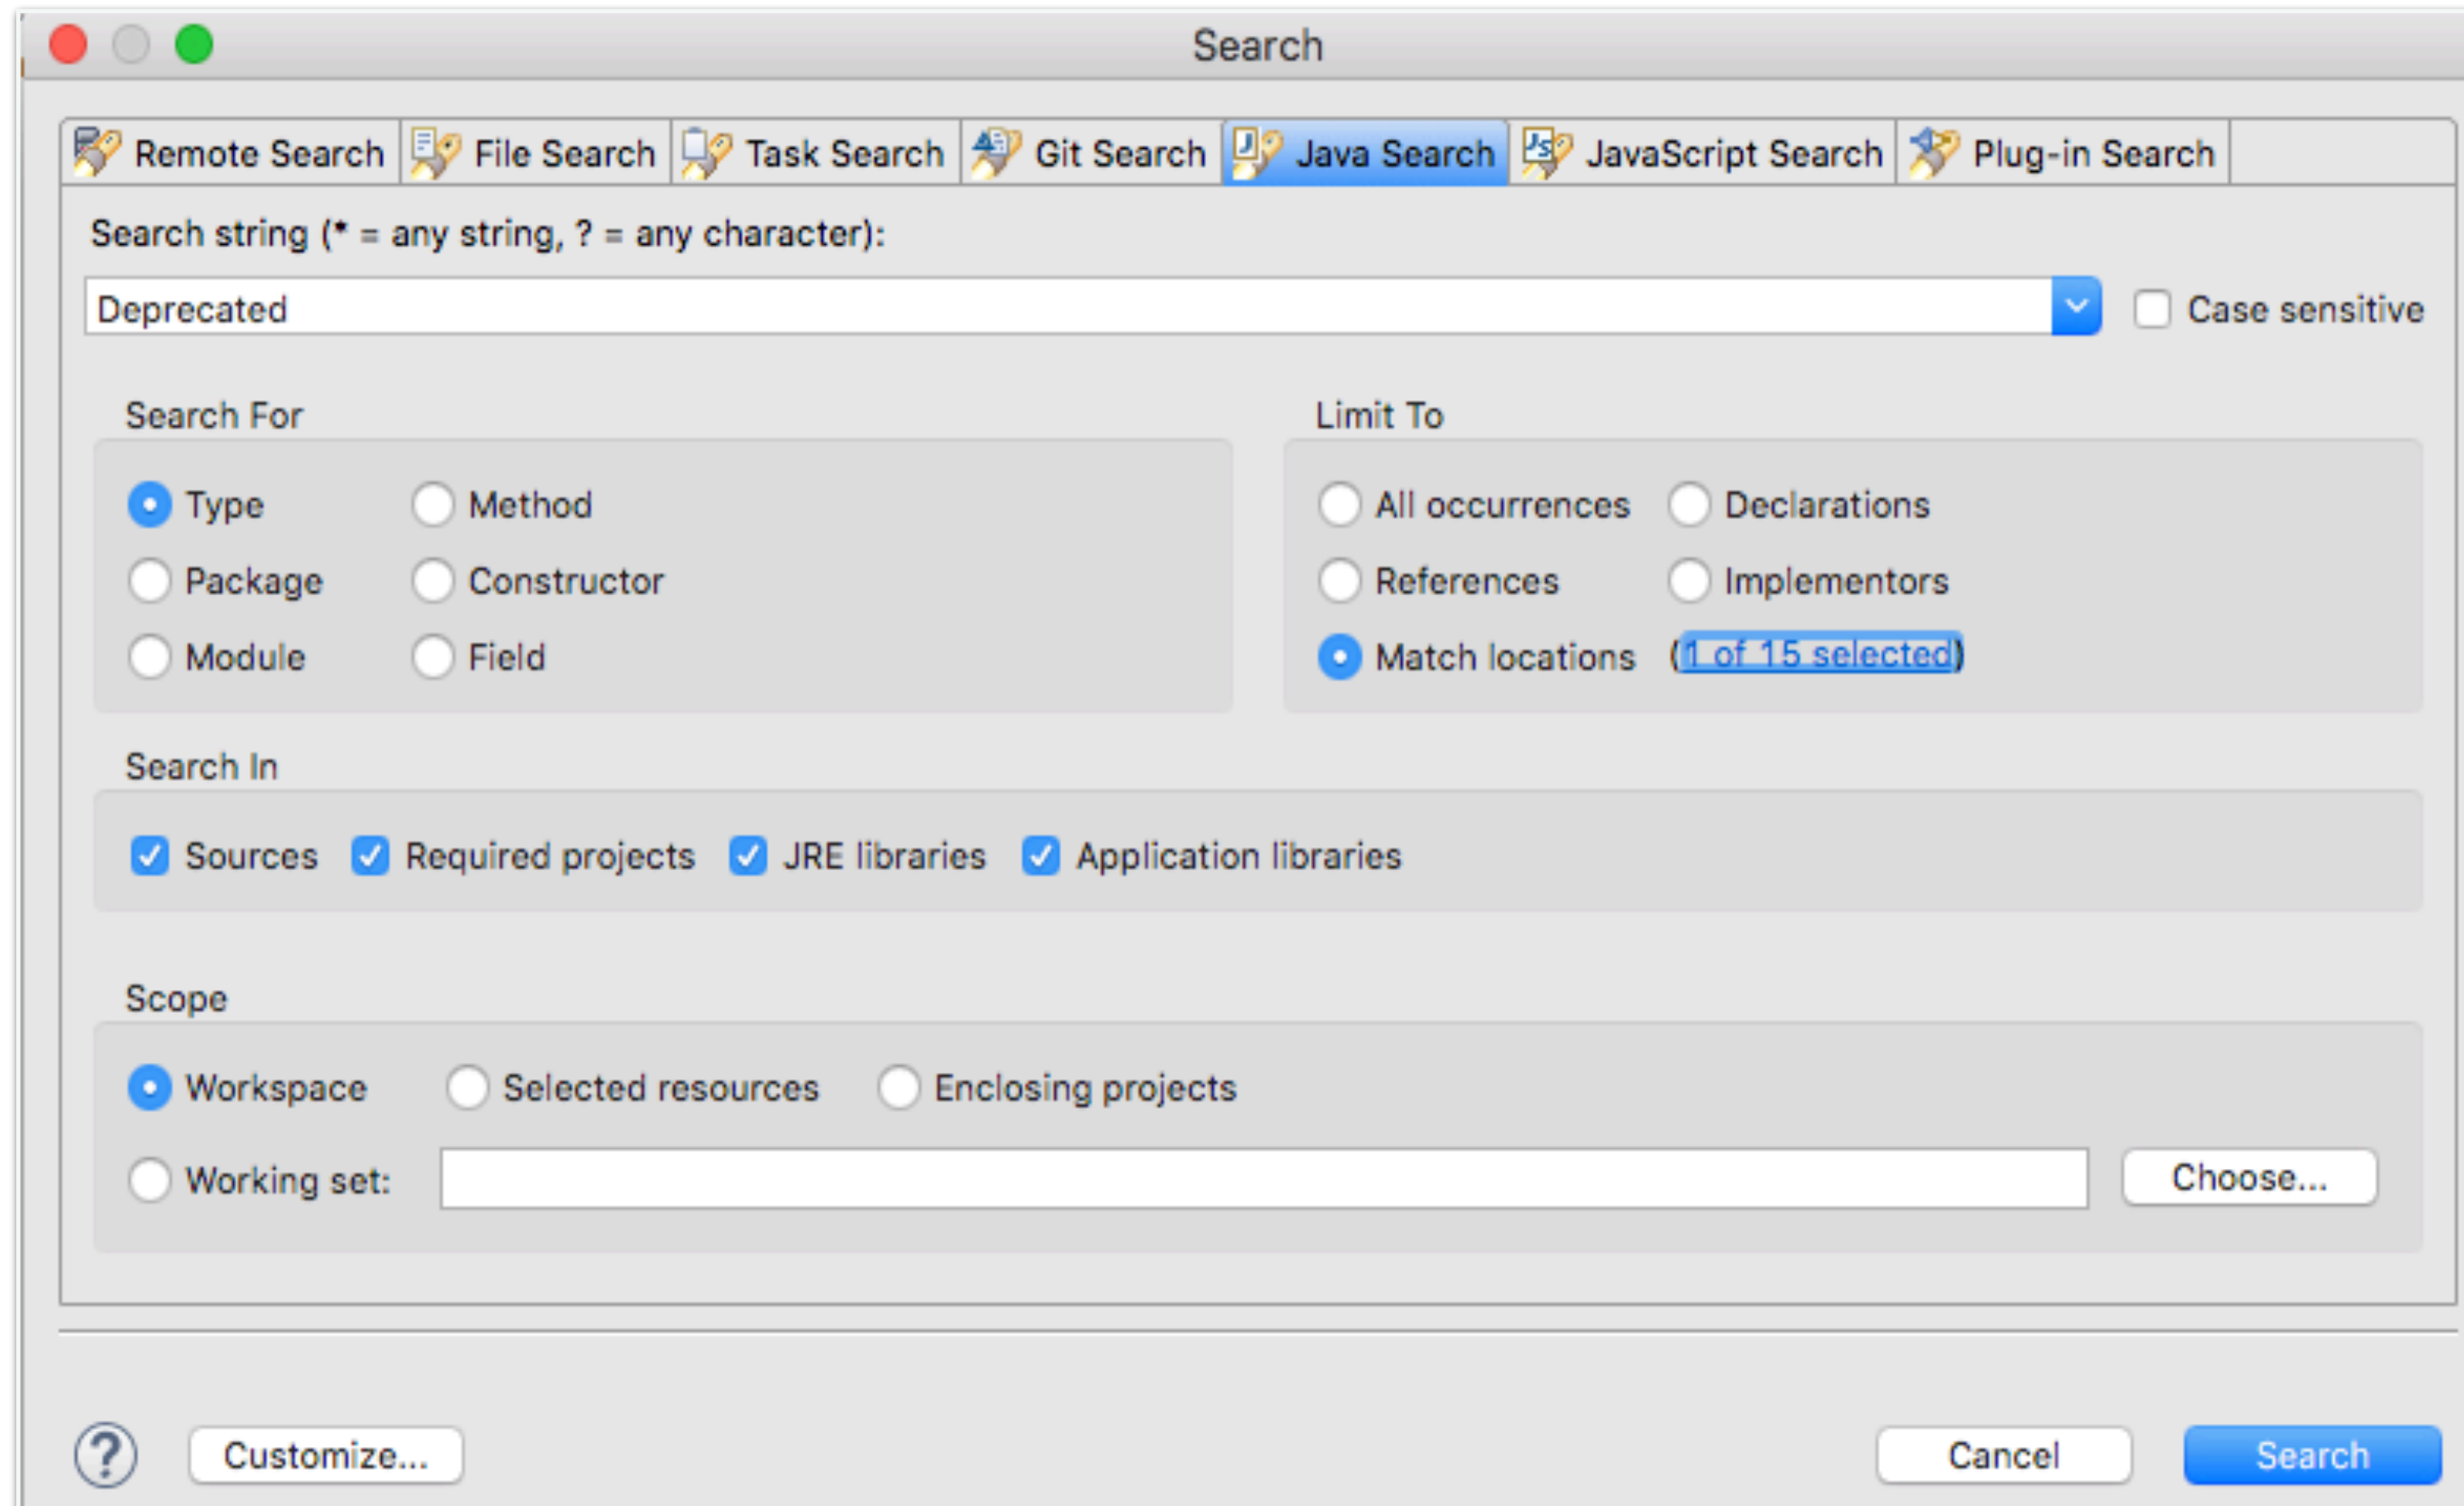 Search
Remote Search File Search Task Search Git Search Java Search JavaScript Search Plug-in Search
Search string (* = any string, ? = any character):
Deprecated Case sensitive
Search For
Type Method
Package Constructor
Module Field
Limit To
All occurrences Declarations
References Implementors
Match locations (1 of 15 selected)
Search In
Sources Required projects JRE libraries Application libraries
Scope
Workspace Selected resources Enclosing projects
Working set: Choose...
? Customize... Cancel Search